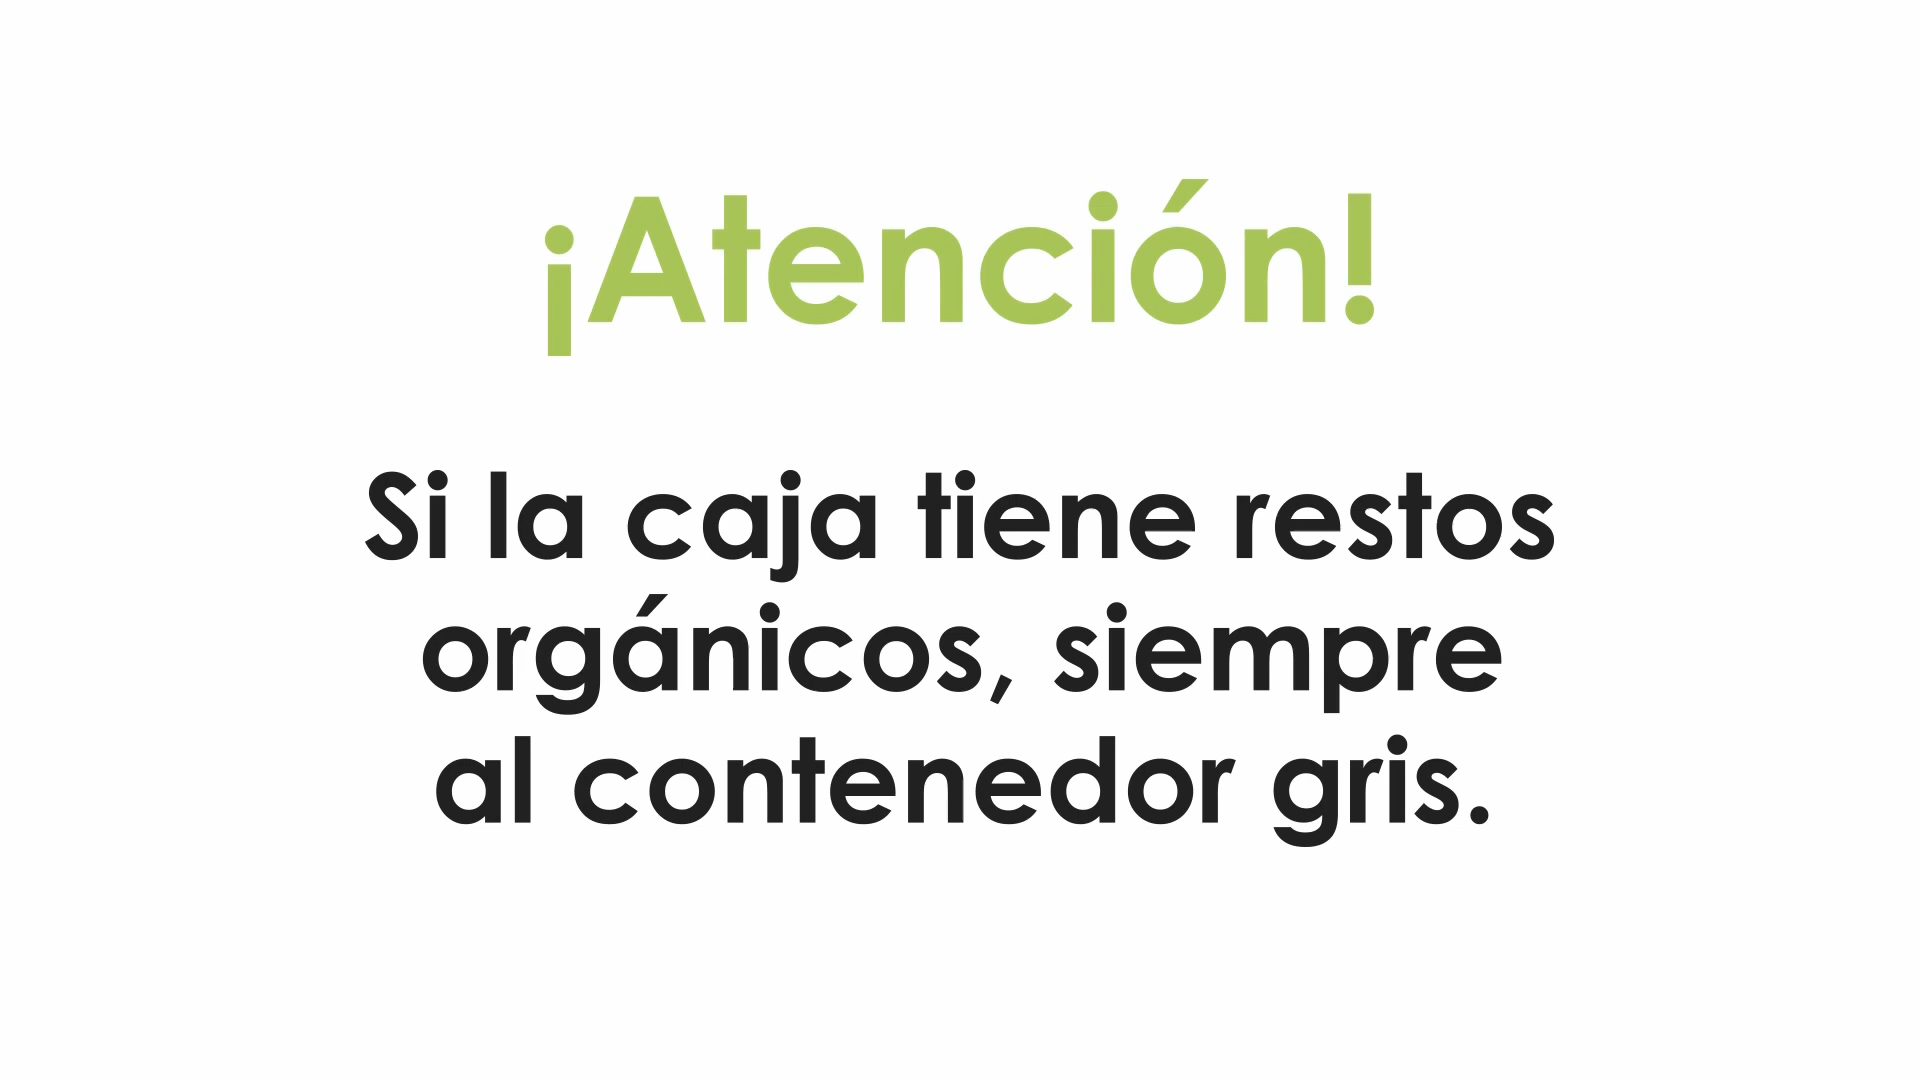 ¡Atención!
Si la caja tiene restos
orgánicos, siempre
al contenedor gris.